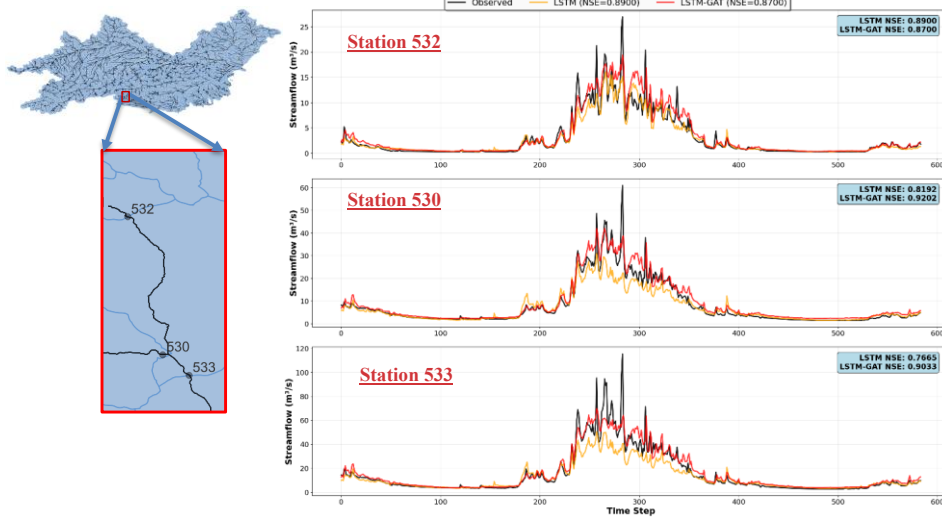 Observed LSTM (NSE=0.8900) LSTM-GAT (NSE=0.8700)
Station 532
LSTM NSE: 0.8900
LSTM-GAT NSE: 0.8700
Streamflow (m³/s)
25
20
15
10
5
0
0 100 200 300 400 500 600
532
530
533
Station 530
LSTM NSE: 0.8192
LSTM-GAT NSE: 0.9202
Streamflow (m³/s)
60
50
40
30
20
10
0
0 100 200 300 400 500 600
Station 533
LSTM NSE: 0.7665
LSTM-GAT NSE: 0.9033
Streamflow (m³/s)
120
100
80
60
40
20
0
0 100 200 300 400 500 600
Time Step